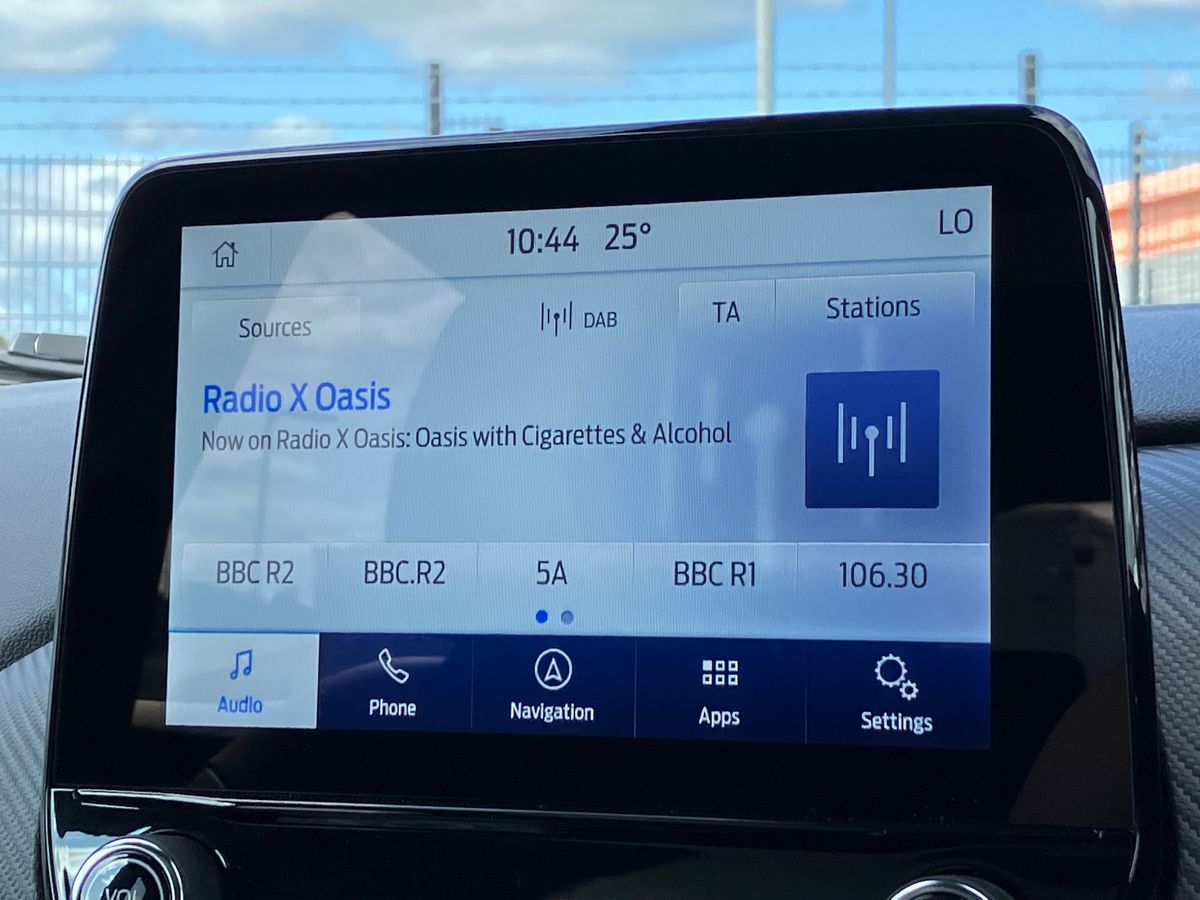 10:44 25° LO
Sources DAB TA Stations
Radio X Oasis
Now on Radio X Oasis: Oasis with Cigarettes & Alcohol
BBC R2 BBC.R2 5A BBC R1 106.30
Audio Phone Navigation Apps Settings
VOL